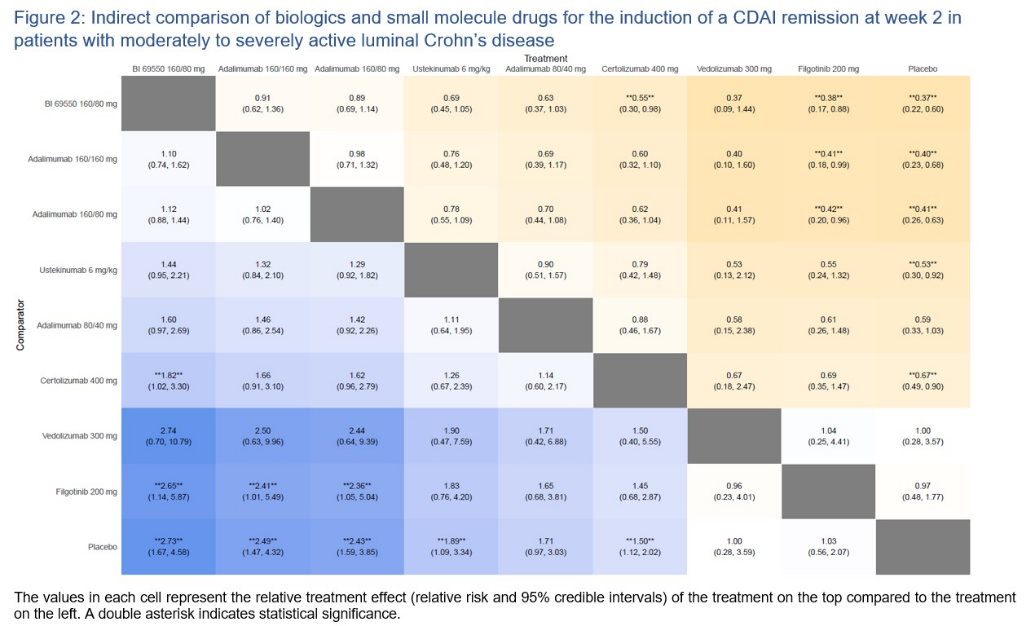 Figure 2: Indirect comparison of biologics and small molecule drugs for the induction of a CDAI remission at week 2 in
patients with moderately to severely active luminal Crohn's disease
Treatment
BI 69550 160/80 mg Adalimumab 160/160 mg Adalimumab 160/80 mg Ustekinumab 6 mg/kg Adalimumab 80/40 mg Certolizumab 400 mg Vedolizumab 300 mg Filgotinib 200 mg Placebo
Comparator
BI 69550 160/80 mg
0.91 0.89 0.69 0.63 **0.55** 0.37 **0.38** **0.37**
(0.62, 1.36) (0.69, 1.14) (0.45, 1.05) (0.37, 1.03) (0.30, 0.98) (0.09, 1.44) (0.17, 0.88) (0.22, 0.60)
Adalimumab 160/160 mg
1.10 0.98 0.76 0.69 0.60 0.40 **0.41** **0.40**
(0.74, 1.62) (0.71, 1.32) (0.48, 1.20) (0.39, 1.17) (0.32, 1.10) (0.10, 1.60) (0.18, 0.99) (0.23, 0.68)
Adalimumab 160/80 mg
1.12 1.02 0.78 0.70 0.62 0.41 **0.42** **0.41**
(0.88, 1.44) (0.76, 1.40) (0.55, 1.09) (0.44, 1.08) (0.36, 1.04) (0.11, 1.57) (0.20, 0.96) (0.26, 0.63)
Ustekinumab 6 mg/kg
1.44 1.32 1.29 0.90 0.79 0.53 0.55 **0.53**
(0.95, 2.21) (0.84, 2.10) (0.92, 1.82) (0.51, 1.57) (0.42, 1.48) (0.13, 2.12) (0.24, 1.32) (0.30, 0.92)
Adalimumab 80/40 mg
1.60 1.46 1.42 1.11 0.88 0.58 0.61 0.59
(0.97, 2.69) (0.86, 2.54) (0.92, 2.26) (0.64, 1.95) (0.46, 1.67) (0.15, 2.38) (0.26, 1.48) (0.33, 1.03)
Certolizumab 400 mg
**1.82** 1.66 1.62 1.26 1.14 0.67 0.69 **0.67**
(1.02, 3.30) (0.91, 3.10) (0.96, 2.79) (0.67, 2.39) (0.60, 2.17) (0.18, 2.47) (0.35, 1.47) (0.49, 0.90)
Vedolizumab 300 mg
2.74 2.50 2.44 1.90 1.71 1.50 1.04 1.00
(0.70, 10.79) (0.63, 9.96) (0.64, 9.39) (0.47, 7.59) (0.42, 6.88) (0.40, 5.55) (0.25, 4.41) (0.28, 3.57)
Filgotinib 200 mg
**2.65** **2.41** **2.36** 1.83 1.65 1.45 0.96 0.97
(1.14, 5.87) (1.01, 5.49) (1.05, 5.04) (0.76, 4.20) (0.68, 3.81) (0.68, 2.87) (0.23, 4.01) (0.48, 1.77)
Placebo
**2.73** **2.49** **2.43** **1.89** 1.71 **1.50** 1.00 1.03
(1.67, 4.58) (1.47, 4.32) (1.59, 3.85) (1.09, 3.34) (0.97, 3.03) (1.12, 2.02) (0.28, 3.59) (0.56, 2.07)
The values in each cell represent the relative treatment effect (relative risk and 95% credible intervals) of the treatment on the top compared to the treatment
on the left. A double asterisk indicates statistical significance.